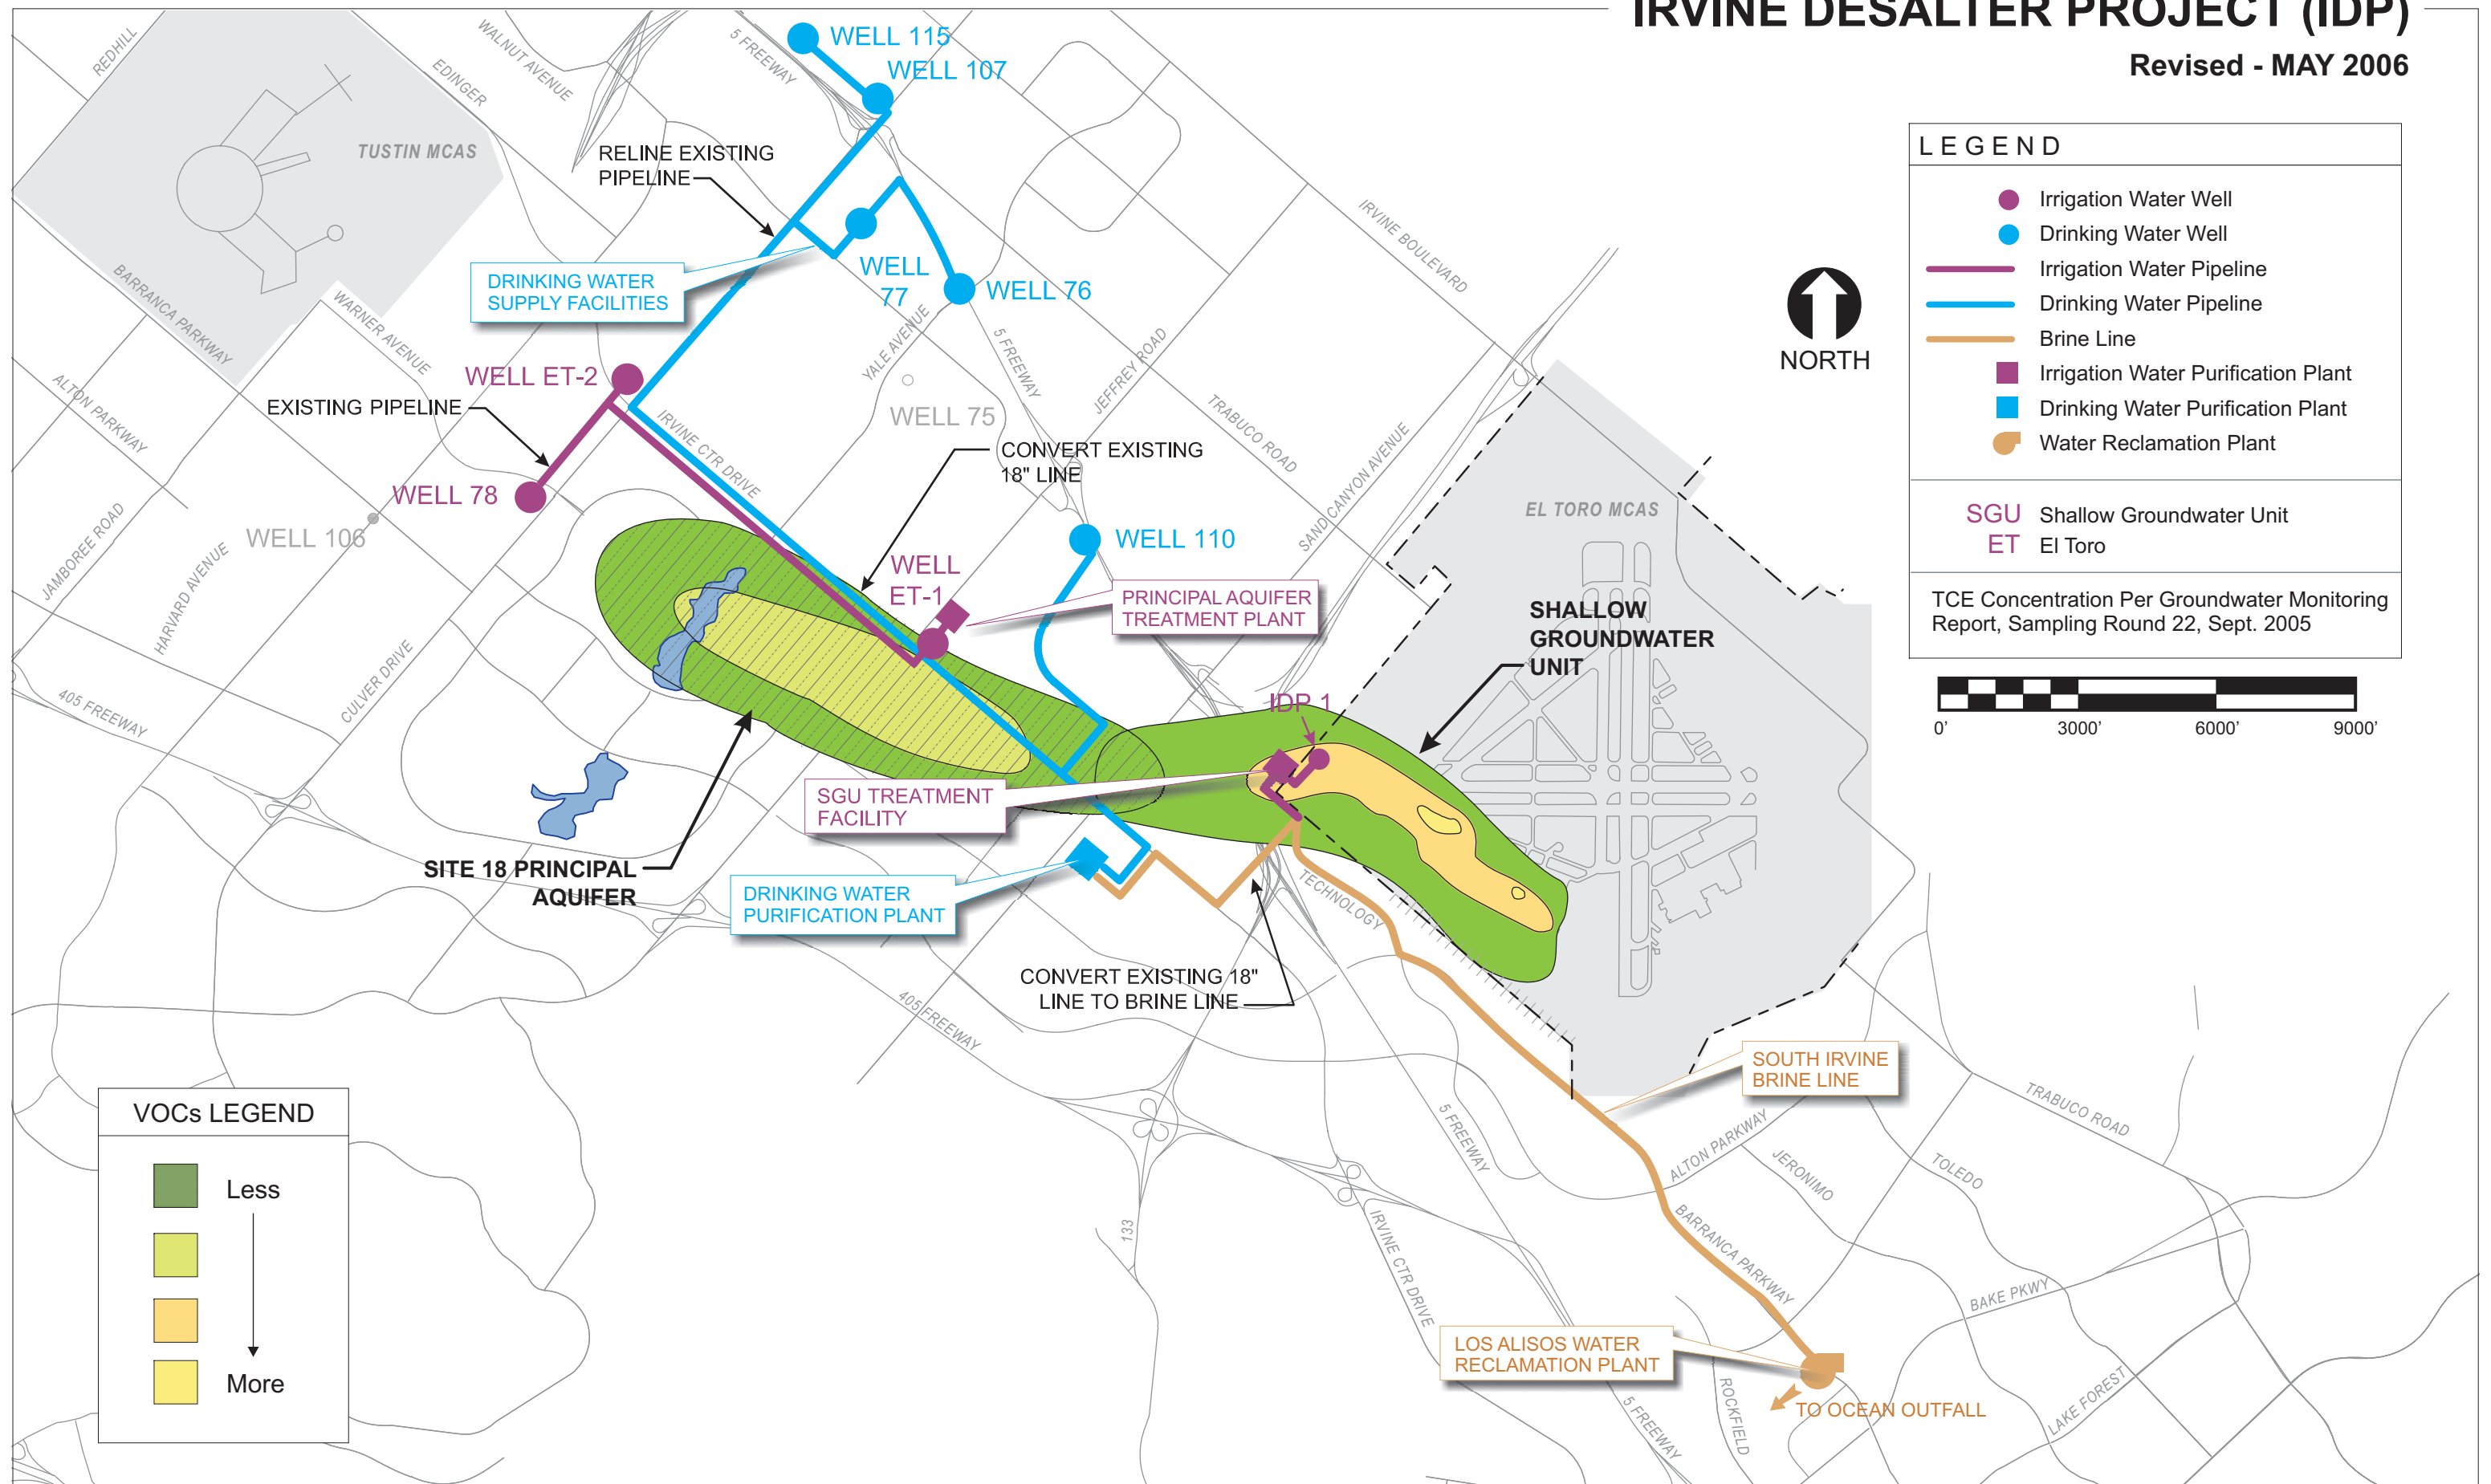 IRVINE DESALTER PROJECT (IDP)
Revised - MAY 2006
LEGEND
Irrigation Water Well
Drinking Water Well
Irrigation Water Pipeline
Drinking Water Pipeline
Brine Line
Irrigation Water Purification Plant
Drinking Water Purification Plant
Water Reclamation Plant
SGU Shallow Groundwater Unit
ET El Toro
TCE Concentration Per Groundwater Monitoring
Report, Sampling Round 22, Sept. 2005
0' 3000' 6000' 9000'
NORTH
REDHILL
WALNUT AVENUE
EDINGER
5 FREEWAY
WELL 115
WELL 107
TUSTIN MCAS
RELINE EXISTING
PIPELINE
IRVINE BOULEVARD
BARRANCA PARKWAY
WARNER AVENUE
DRINKING WATER
SUPPLY FACILITIES
WELL
77
WELL 76
YALE AVENUE
5 FREEWAY
JEFFREY ROAD
ALTON PARKWAY
WELL ET-2
EXISTING PIPELINE
IRVINE CTR DRIVE
WELL 75
TRABUCO ROAD
CONVERT EXISTING
18" LINE
SAND CANYON AVENUE
WELL 78
WELL 106
JAMBOREE ROAD
HARVARD AVENUE
WELL 110
EL TORO MCAS
WELL
ET-1
PRINCIPAL AQUIFER
TREATMENT PLANT
SHALLOW
GROUNDWATER
UNIT
405 FREEWAY
CULVER DRIVE
IDP 1
SGU TREATMENT
FACILITY
SITE 18 PRINCIPAL
AQUIFER
DRINKING WATER
PURIFICATION PLANT
TECHNOLOGY
CONVERT EXISTING 18"
LINE TO BRINE LINE
405 FREEWAY
SOUTH IRVINE
BRINE LINE
VOCs LEGEND
Less
More
5 FREEWAY
ALTON PARKWAY
JERONIMO
TOLEDO
TRABUCO ROAD
133
IRVINE CTR DRIVE
BARRANCA PARKWAY
BAKE PKWY
LOS ALISOS WATER
RECLAMATION PLANT
5 FREEWAY
ROCKFIELD
TO OCEAN OUTFALL
LAKE FOREST